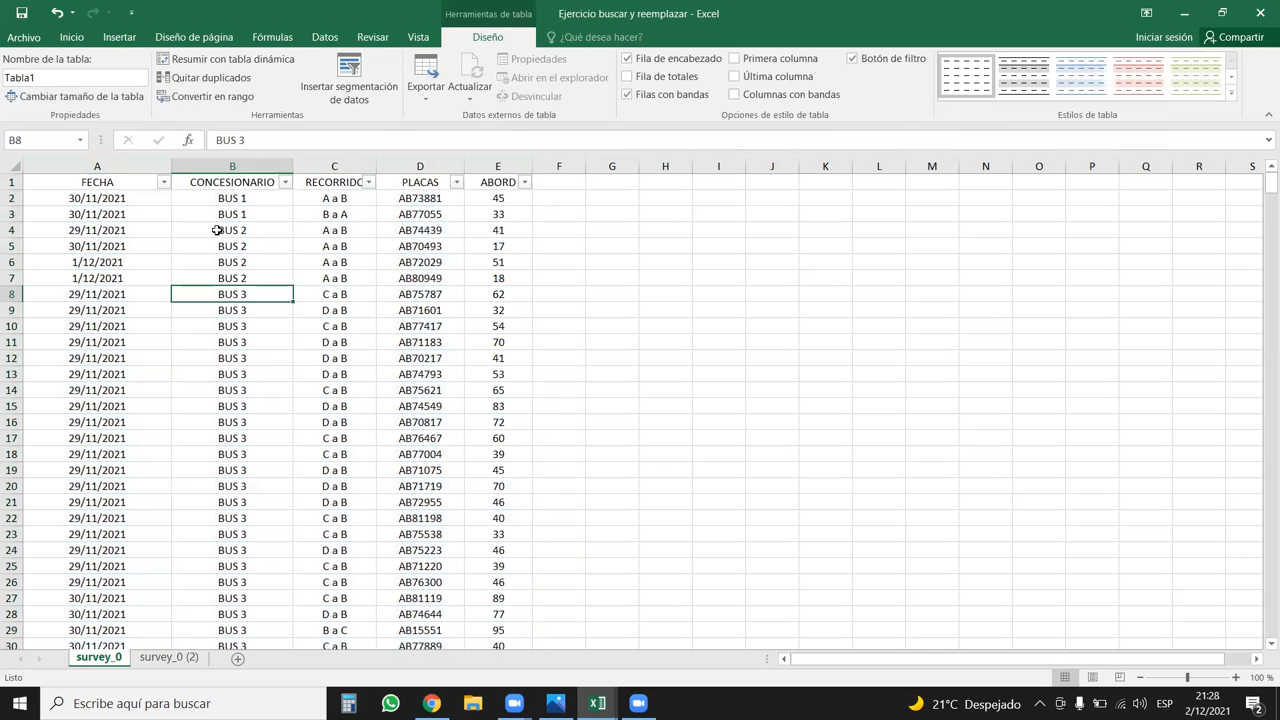 Herramientas de tabla
Ejercicio buscar y reemplazar - Excel
Archivo Inicio Insertar Diseño de página Fórmulas Datos Revisar Vista Diseño ¿Qué desea hacer? Iniciar sesión Compartir
Nombre de la tabla:
Tabla1
Cambiar tamaño de la tabla
Propiedades
Resumir con tabla dinámica
Quitar duplicados
Convertir en rango
Insertar segmentación de datos
Herramientas
Exportar Actualizar
Propiedades
Abrir en el explorador
Desvincular
Datos externos de tabla
Fila de encabezado Primera columna Botón de filtro
Fila de totales Última columna
Filas con bandas Columnas con bandas
Opciones de estilo de tabla
Estilos de tabla
B8 fx BUS 3
A B C D E F G H I J K L M N O P Q R S
1 FECHA CONCESIONARIO RECORRIDO PLACAS ABORD
2 30/11/2021 BUS 1 A a B AB73881 45
3 30/11/2021 BUS 1 B a A AB77055 33
4 29/11/2021 BUS 2 A a B AB74439 41
5 30/11/2021 BUS 2 A a B AB70493 17
6 1/12/2021 BUS 2 A a B AB72029 51
7 1/12/2021 BUS 2 A a B AB80949 18
8 29/11/2021 BUS 3 C a B AB75787 62
9 29/11/2021 BUS 3 D a B AB71601 32
10 29/11/2021 BUS 3 C a B AB77417 54
11 29/11/2021 BUS 3 D a B AB71183 70
12 29/11/2021 BUS 3 D a B AB70217 41
13 29/11/2021 BUS 3 D a B AB74793 53
14 29/11/2021 BUS 3 C a B AB75621 65
15 29/11/2021 BUS 3 D a B AB74549 83
16 29/11/2021 BUS 3 D a B AB70817 72
17 29/11/2021 BUS 3 C a B AB76467 60
18 29/11/2021 BUS 3 C a B AB77004 39
19 29/11/2021 BUS 3 D a B AB71075 45
20 29/11/2021 BUS 3 D a B AB71719 70
21 29/11/2021 BUS 3 D a B AB72955 46
22 29/11/2021 BUS 3 C a B AB81198 40
23 29/11/2021 BUS 3 C a B AB75538 33
24 29/11/2021 BUS 3 D a B AB75223 46
25 29/11/2021 BUS 3 C a B AB71220 39
26 29/11/2021 BUS 3 C a B AB76300 46
27 30/11/2021 BUS 3 C a B AB81119 89
28 30/11/2021 BUS 3 D a B AB74644 77
29 30/11/2021 BUS 3 B a C AB15551 95
30 30/11/2021 BUS 3 C a B AB77889 40
survey_0 survey_0 (2)
Listo 100 %
Escribe aquí para buscar
21°C Despejado ESP 21:28
2/12/2021 2